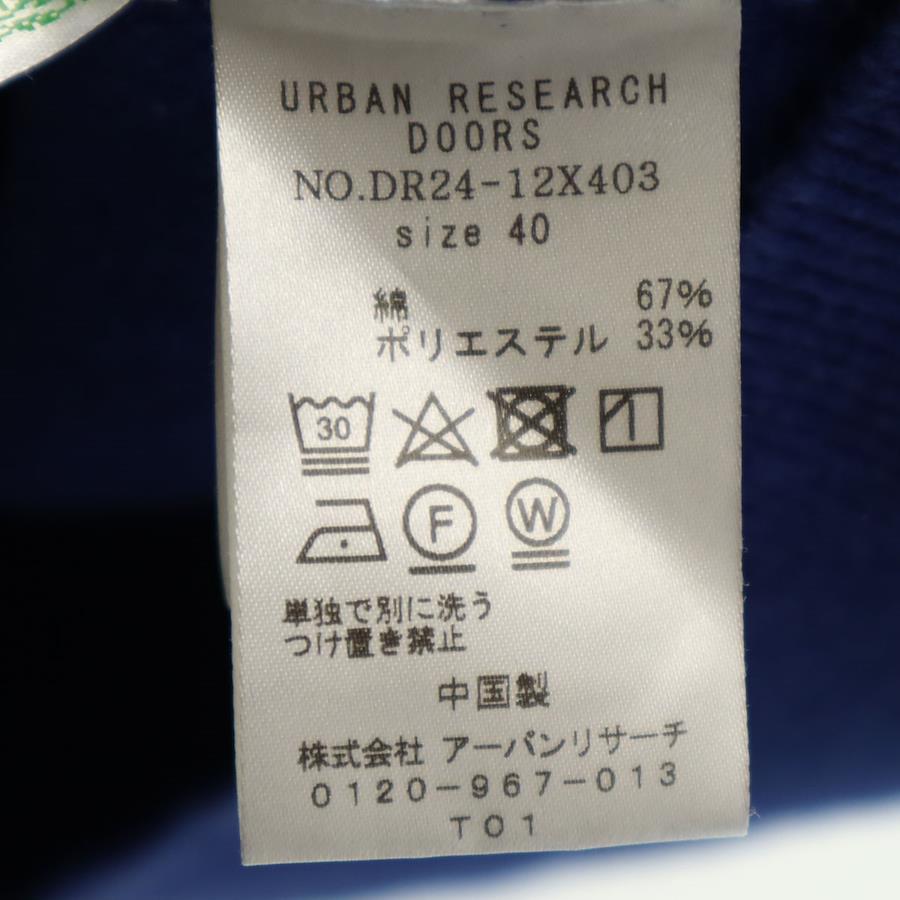 URBAN RESEARCH
DOORS
NO.DR24-12X403
size 40
綿 67%
ポリエステル 33%
30
F W
単独で別に洗う
つけ置き禁止
中国製
株式会社 アーバンリサーチ
0120-967-013
T01